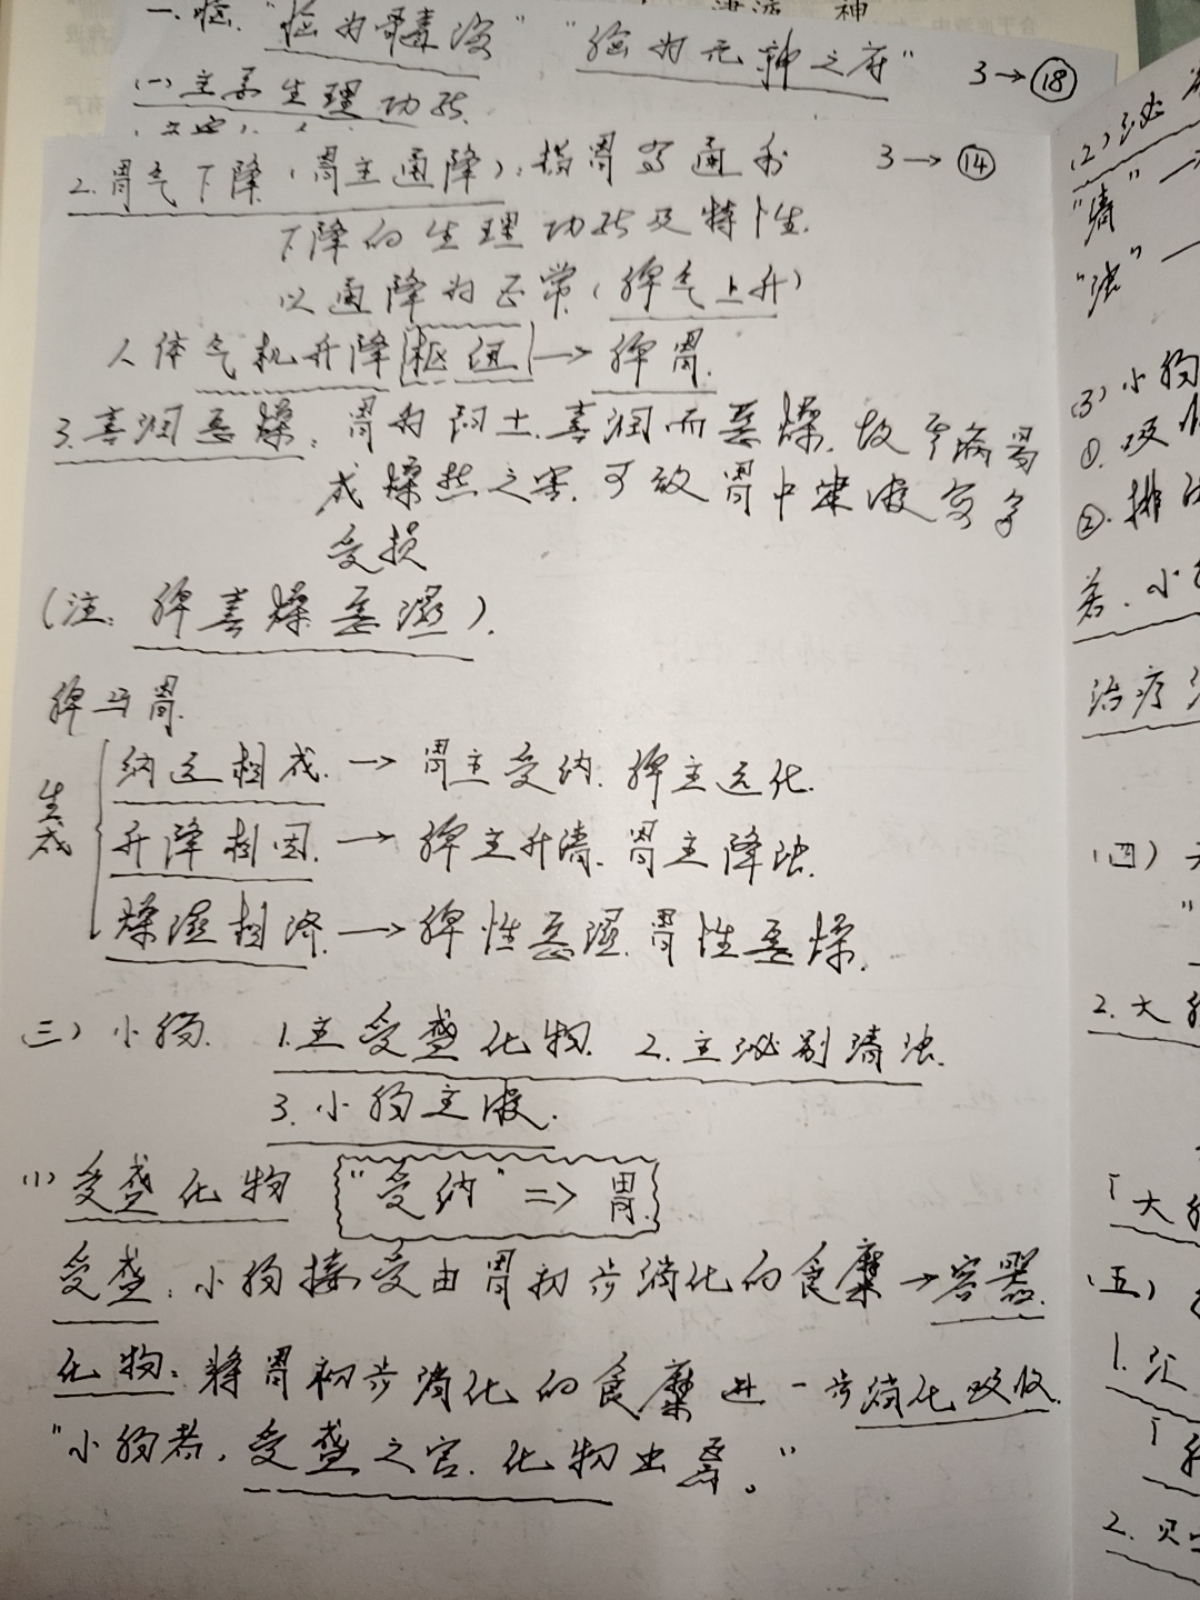 津液 神
一.脑."脑为髓海" "脑为元神之府" 3→⑱
(一)主要生理功能
2.胃气下降(胃主通降):指胃宜通利 3→⑭
下降的生理功能及特性.
以通降为正常(脾气上升)
人体气机升降枢纽→脾胃.
3.喜润恶燥:胃为阳土.喜润而恶燥.故其病易
成燥热之害.可致胃中津液每多
受损
(注:脾喜燥恶湿).
脾与胃.
生成
纳运相成.→胃主受纳.脾主运化.
升降相因.→脾主升清.胃主降浊.
燥湿相济.→脾性恶湿.胃性恶燥.
三)小肠. 1.主受盛化物. 2.主泌别清浊.
3.小肠主液.
(1)受盛化物 "受纳"=>胃.
受盛:小肠接受由胃初步消化的食糜→容器.
化物:将胃初步消化的食糜进一步消化吸收.
"小肠者,受盛之官.化物出焉。"
(2)泌
"清"—
"浊"—
(3)小肠
①.吸收
②.排
若.小
治疗
(四)大
2.大肠
「大肠
(五)
1.
「
2.贝